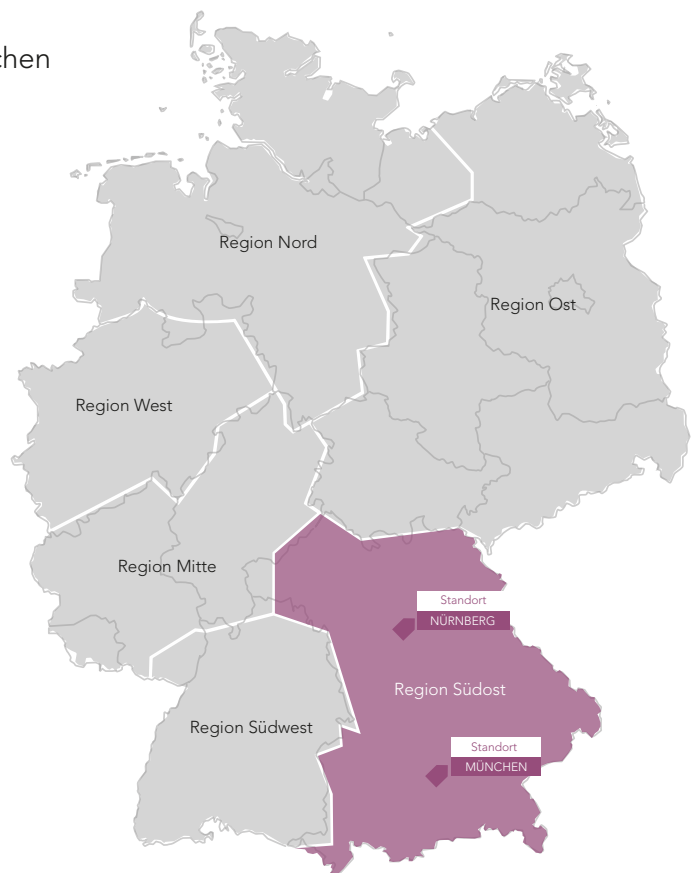 chen
Region Nord
Region Ost
Region West
Region Mitte
Standort
NÜRNBERG
Region Südost
Region Südwest
Standort
MÜNCHEN